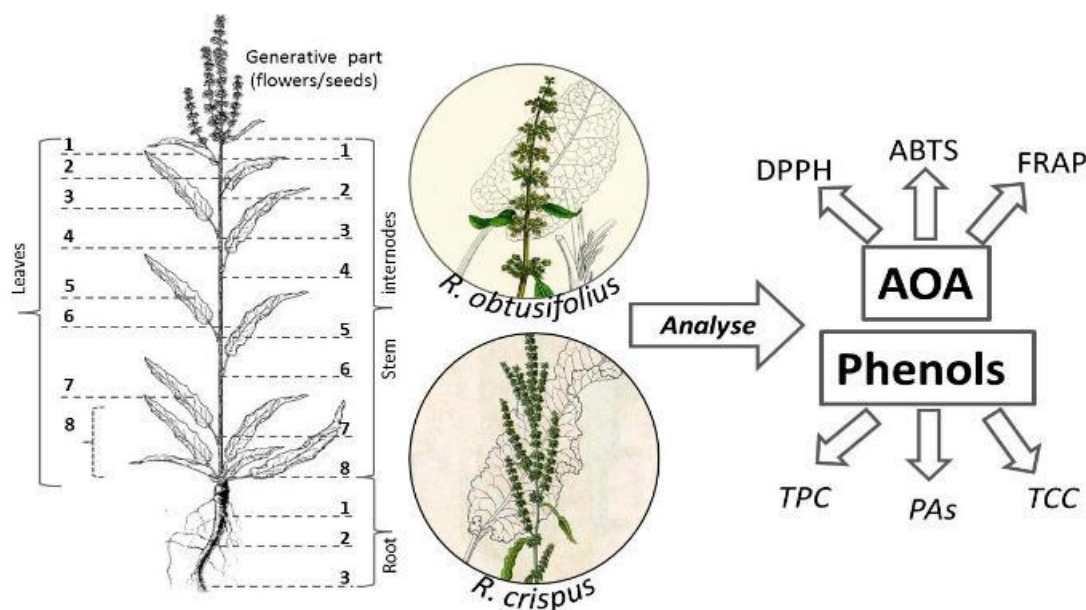 Generative part
(flowers/seeds)
Leaves
1
2
3
4
5
6
7
8
1
2
3
4
5
6
7
8
internodes
Stem
1
2
3
Root
R. obtusifolius
R. crispus
Analyse
DPPH
ABTS
FRAP
AOA
Phenols
TPC
PAs
TCC